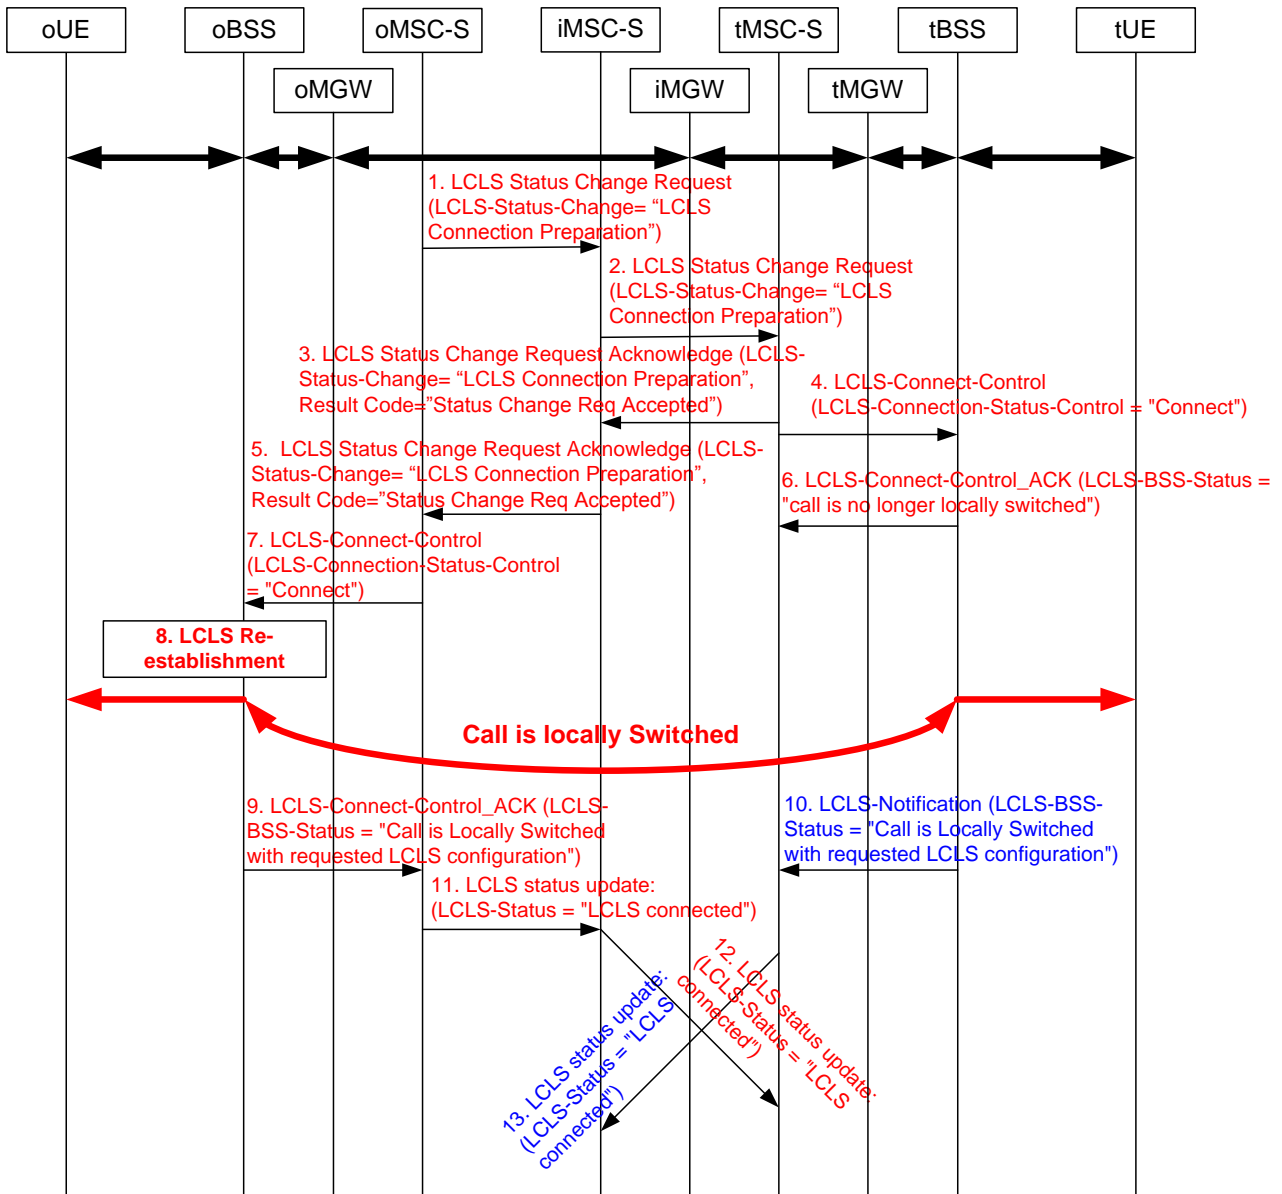 oUE
oBSS
oMSC-S
iMSC-S
tMSC-S
tBSS
tUE
oMGW
iMGW
tMGW
1. LCLS Status Change Request
(LCLS-Status-Change= “LCLS
Connection Preparation”)
2. LCLS Status Change Request
(LCLS-Status-Change= “LCLS
Connection Preparation”)
3. LCLS Status Change Request Acknowledge (LCLS-
Status-Change= “LCLS Connection Preparation”,
Result Code=”Status Change Req Accepted”)
4. LCLS-Connect-Control
(LCLS-Connection-Status-Control = "Connect")
5.  LCLS Status Change Request Acknowledge (LCLS-
Status-Change= “LCLS Connection Preparation”,
Result Code=”Status Change Req Accepted”)
6. LCLS-Connect-Control_ACK (LCLS-BSS-Status =
"call is no longer locally switched")
7. LCLS-Connect-Control
(LCLS-Connection-Status-Control
= "Connect")
8. LCLS Re-
establishment
Call is locally Switched
9. LCLS-Connect-Control_ACK (LCLS-
BSS-Status = "Call is Locally Switched
with requested LCLS configuration")
10. LCLS-Notification (LCLS-BSS-
Status = "Call is Locally Switched
with requested LCLS configuration")
11. LCLS status update:
(LCLS-Status = "LCLS connected")
12. LCLS status update:
(LCLS-Status = "LCLS
connected")
13. LCLS status update:
(LCLS-Status = "LCLS
connected")